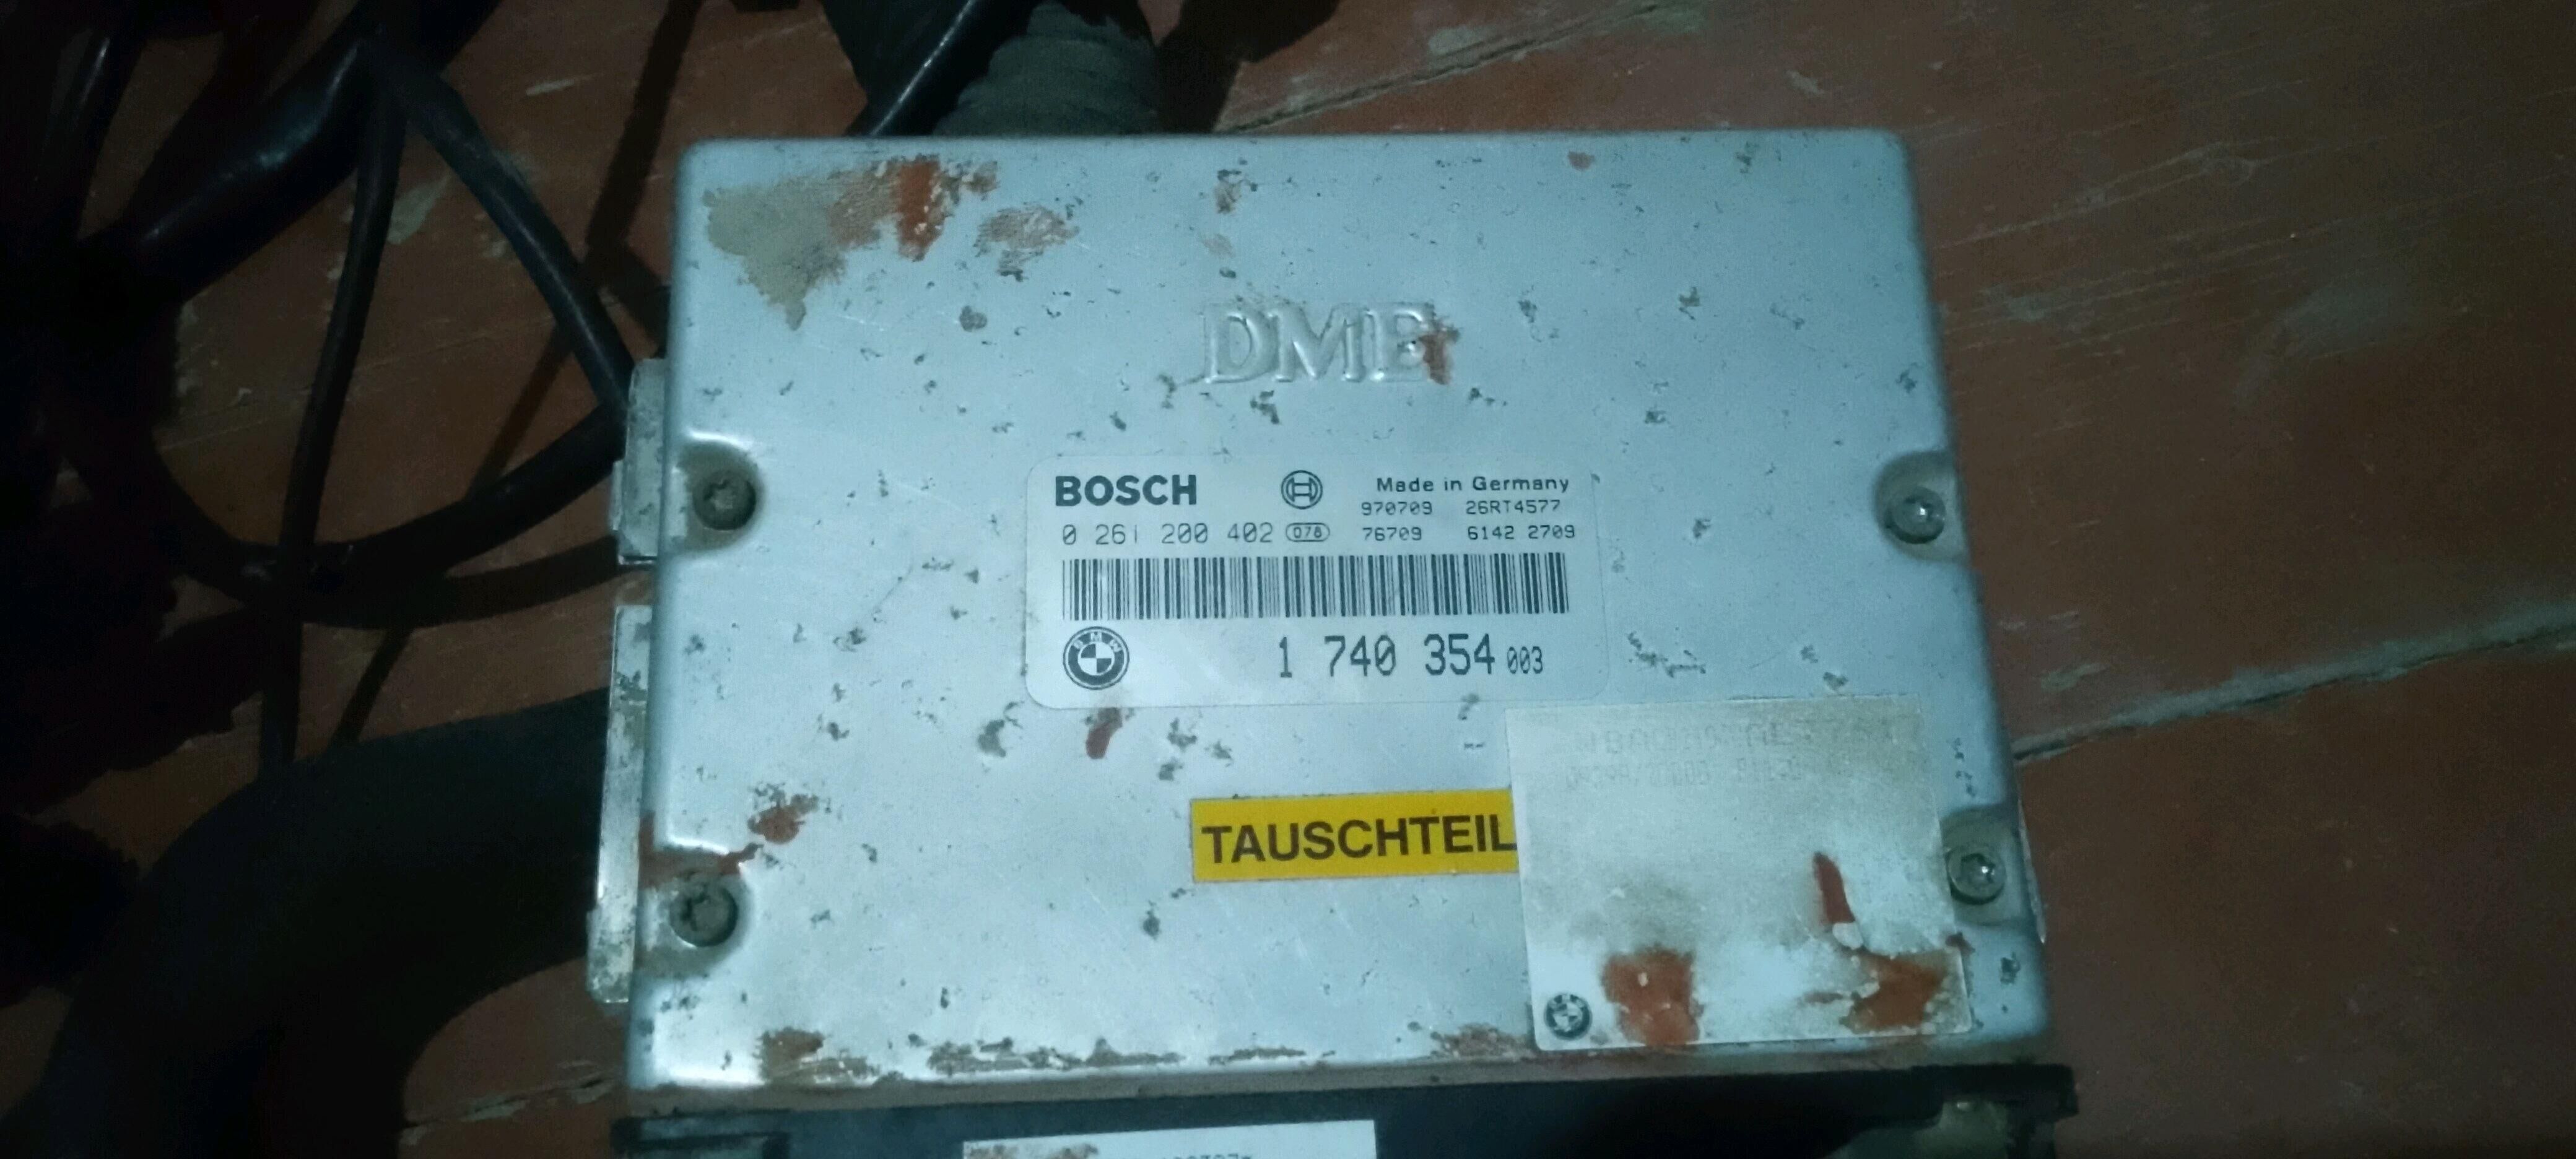 DME
BOSCH
Made in Germany
970709 26RT4577
0 261 200 402 078 76709 6142 2709
BMW
1 740 354 003
TAUSCHTEIL